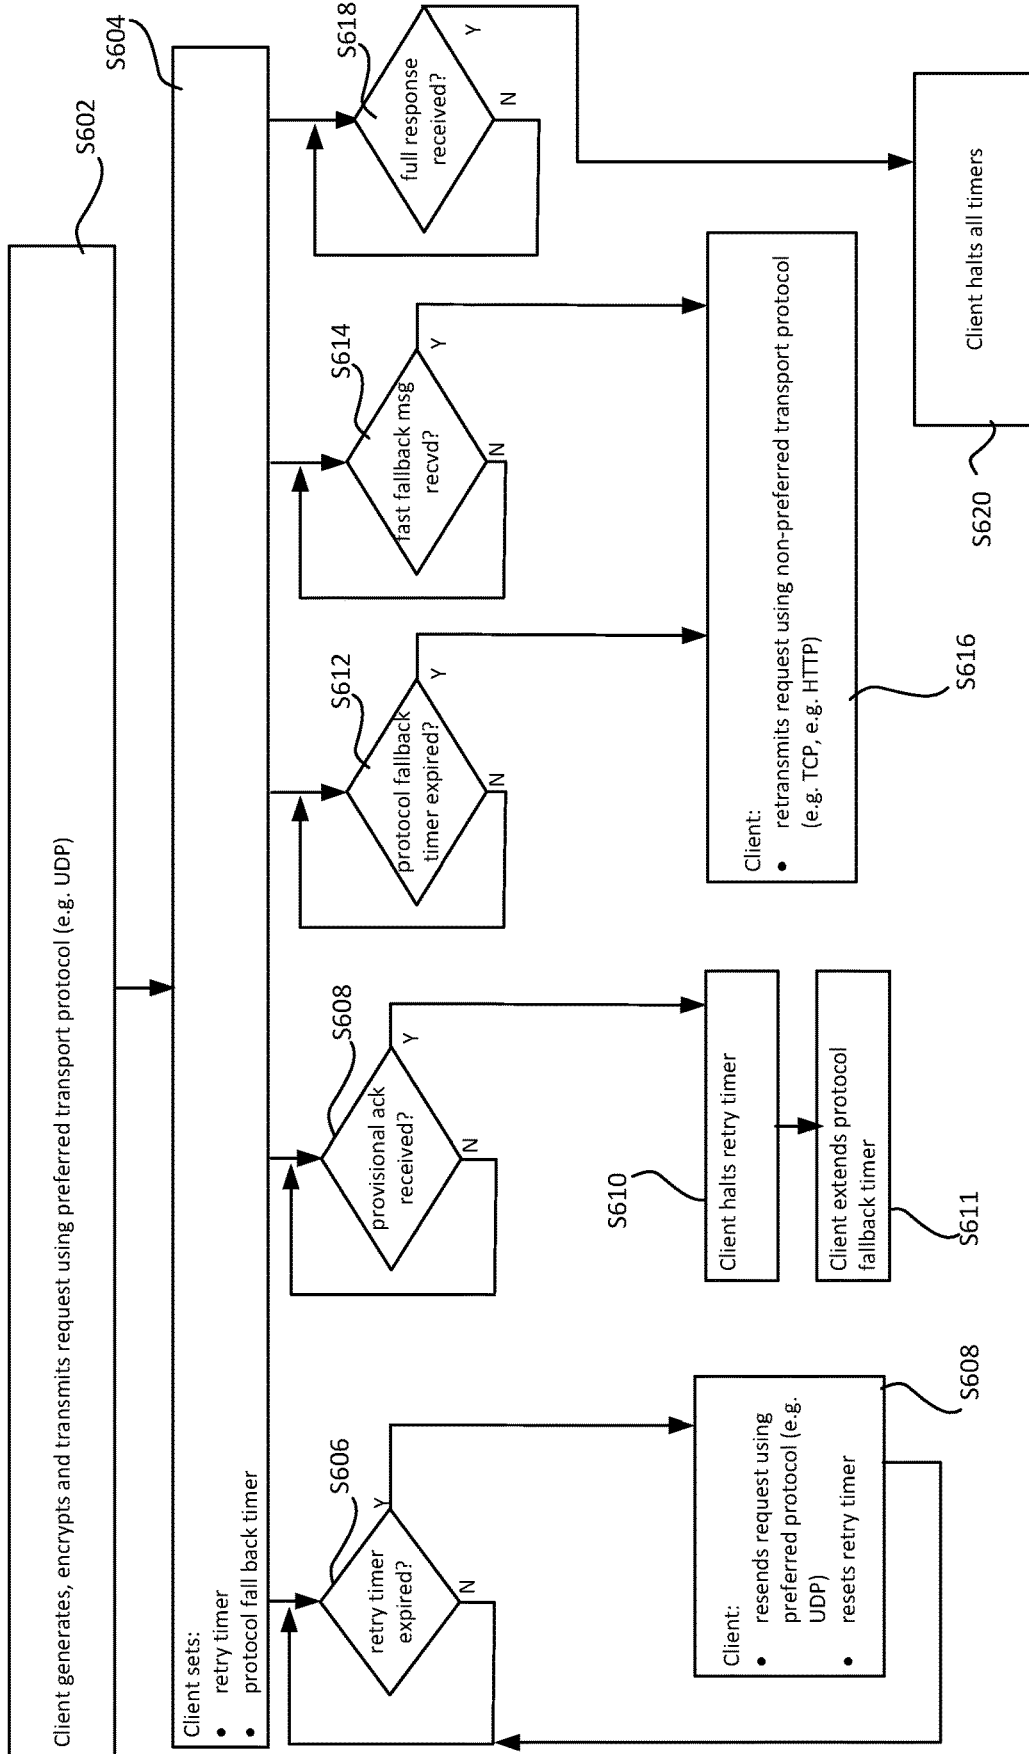 Client generates, encrypts and transmits request using preferred transport protocol (e.g. UDP)
S602
Client sets:
• retry timer
• protocol fall back timer
S604
retry timer
expired?
S606
Y
N
provisional ack
received?
S608
Y
N
protocol fallback
timer expired?
S612
Y
N
fast fallback msg
recvd?
S614
Y
N
full response
received?
S618
Y
N
Client:
• resends request using
preferred protocol (e.g.
UDP)
• resets retry timer
S608
Client halts retry timer
S610
Client extends protocol
fallback timer
S611
Client:
• retransmits request using non-preferred transport protocol
(e.g. TCP, e.g. HTTP)
S616
Client halts all timers
S620